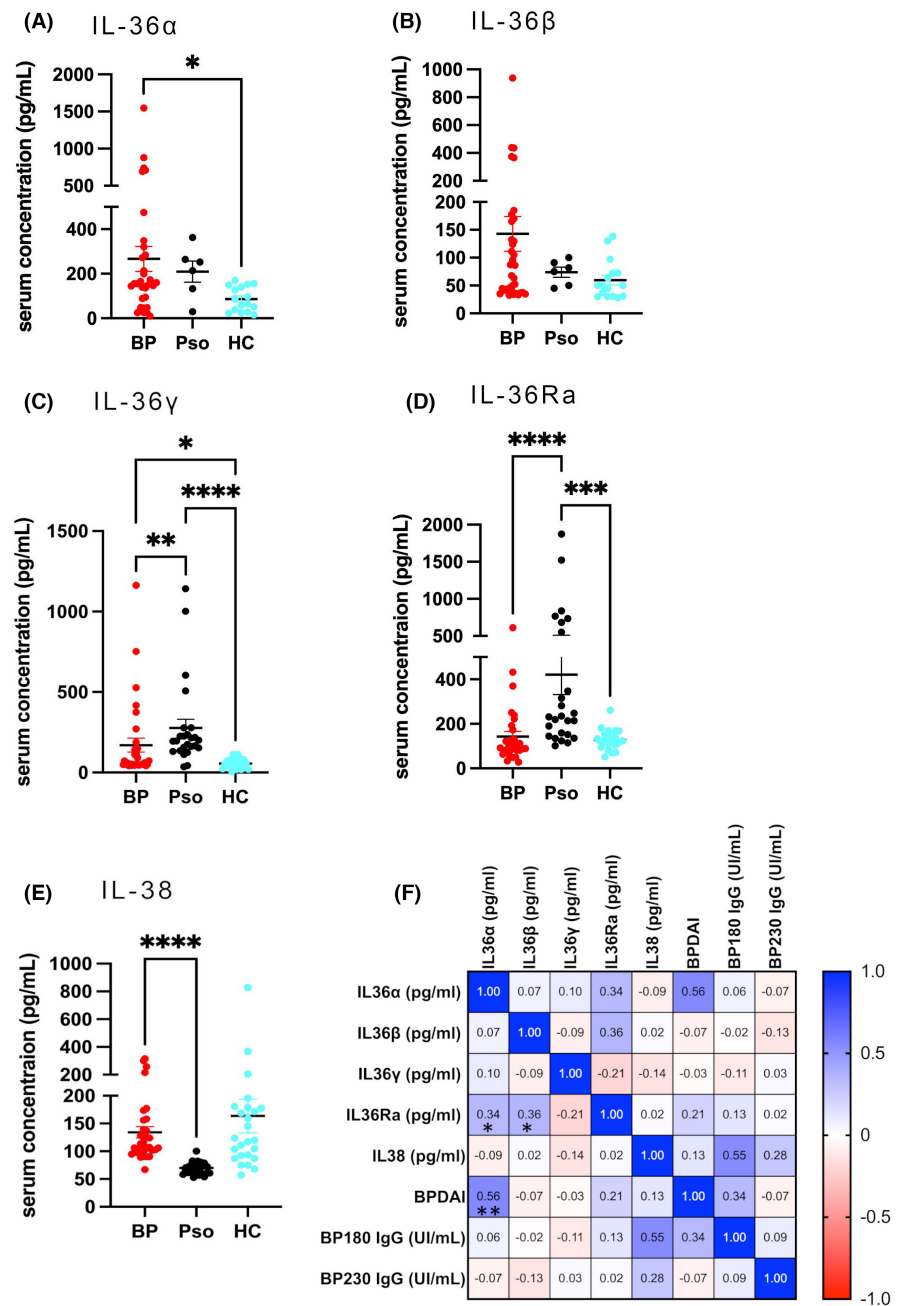 (A) IL-36α
serum concentration (pg/mL)
2000
1500
1000
500
400
200
0
*
BP Pso HC
(B) IL-36β
serum concentration (pg/mL)
1000
800
600
400
200
200
150
100
50
0
BP Pso HC
(C) IL-36γ
serum concentration (pg/mL)
1500
1000
500
0
*
****
**
BP Pso HC
(D) IL-36Ra
serum concentraion (pg/mL)
2000
1500
1000
500
400
200
0
****
***
BP Pso HC
(E) IL-38
serum concentraion (pg/mL)
1000
800
600
400
200
200
150
100
50
0
****
BP Pso HC
(F)
IL36α (pg/ml) IL36β (pg/ml) IL36γ (pg/ml) IL36Ra (pg/ml) IL38 (pg/ml) BPDAI BP180 IgG (UI/mL) BP230 IgG (UI/mL)
IL36α (pg/ml) 1.00 0.07 0.10 0.34 -0.09 0.56 0.06 -0.07
IL36β (pg/ml) 0.07 1.00 -0.09 0.36 0.02 -0.07 -0.02 -0.13
IL36γ (pg/ml) 0.10 -0.09 1.00 -0.21 -0.14 -0.03 -0.11 0.03
IL36Ra (pg/ml) 0.34 0.36 -0.21 1.00 0.02 0.21 0.13 0.02
* *
IL38 (pg/ml) -0.09 0.02 -0.14 0.02 1.00 0.13 0.55 0.28
BPDAI 0.56 -0.07 -0.03 0.21 0.13 1.00 0.34 -0.07
**
BP180 IgG (UI/mL) 0.06 -0.02 -0.11 0.13 0.55 0.34 1.00 0.09
BP230 IgG (UI/mL) -0.07 -0.13 0.03 0.02 0.28 -0.07 0.09 1.00
1.0
0.5
0
-0.5
-1.0